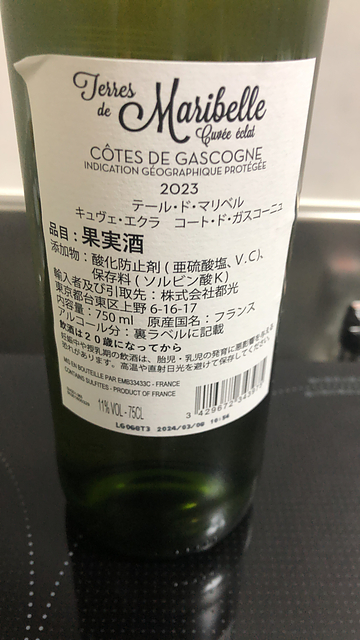 Terres
de Maribelle
Cuvée éclat
CÔTES DE GASCOGNE
INDICATION GÉOGRAPHIQUE PROTÉGÉE
2023
テール・ド・マリベル
キュヴェ・エクラ コート・ド・ガスコーニュ
品目：果実酒
添加物：酸化防止剤（亜硫酸塩、V.C）、
保存料（ソルビン酸K）
輸入者及び引取先：株式会社都光
東京都台東区上野 6-16-17
内容量：750 ml 原産国名：フランス
アルコール分：裏ラベルに記載
飲酒は20歳になってから
妊娠中や授乳期の飲酒は、胎児・乳児の発育に悪影響を与える
恐れがあります。高温や直射日光を避けて保存してください。
MIS EN BOUTEILLE PAR EMB33433C - FRANCE
CONTAINS SULFITES - PRODUCT OF FRANCE
11% VOL - 75CL
3 429672
LG06GT3 2024/03/06 16:56